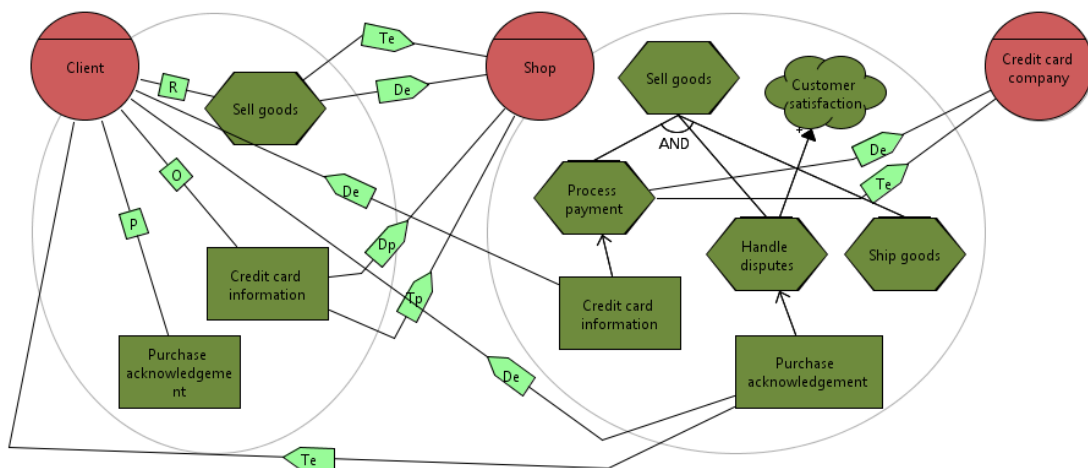 Te
Client
R
Sell goods
De
Shop
Sell goods
Customer
satisfaction
+
Credit card
company
AND
De
Te
O
De
Process
payment
P
Dp
Handle
disputes
Ship goods
Credit card
information
Tp
Credit card
information
Purchase
acknowledgeme
nt
De
Purchase
acknowledgement
Te